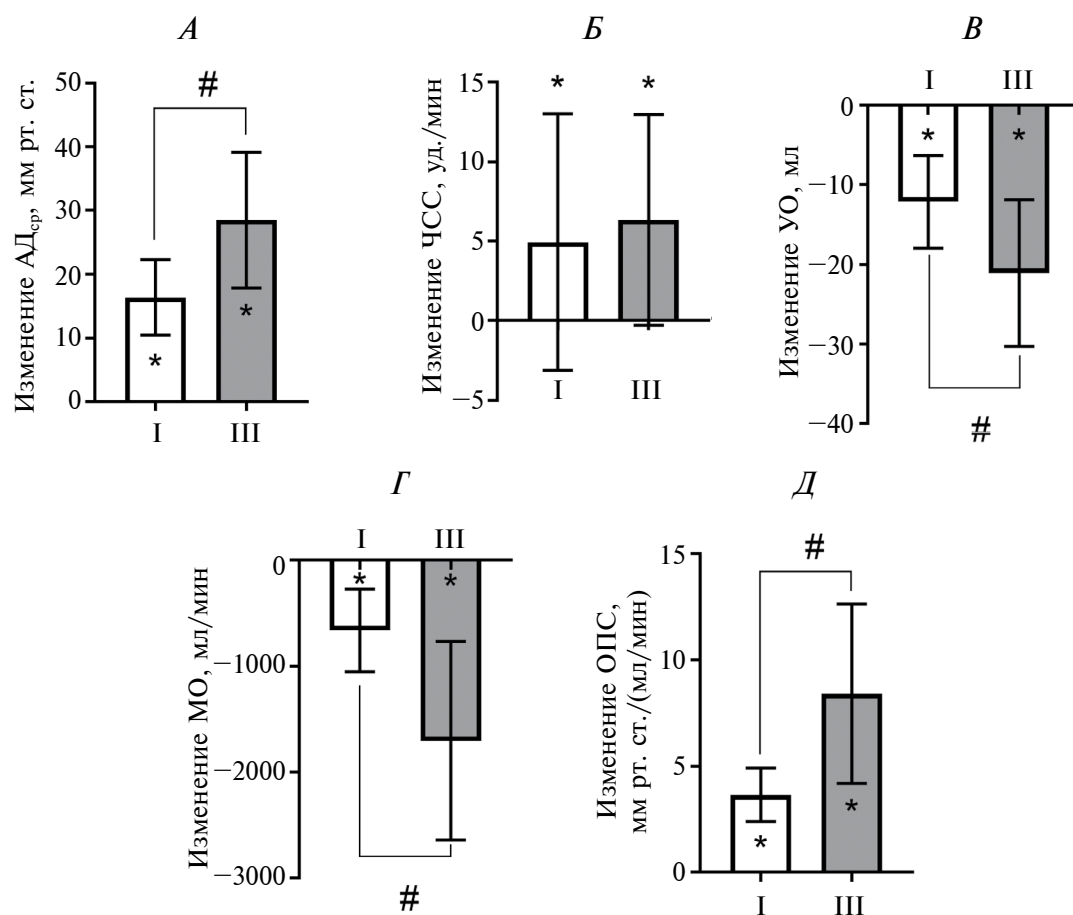 А
Изменение АДср, мм рт. ст.
50
40
30
20
10
0
#
*
*
I
III
Б
Изменение ЧСС, уд./мин
15
10
5
0
−5
*
*
I
III
В
Изменение УО, мл
0
−10
−20
−30
−40
I
III
*
*
#
Г
Изменение МО, мл/мин
0
−1000
−2000
−3000
I
III
*
*
#
Д
Изменение ОПС,
мм рт. ст./(мл/мин)
15
10
5
0
#
*
*
I
III